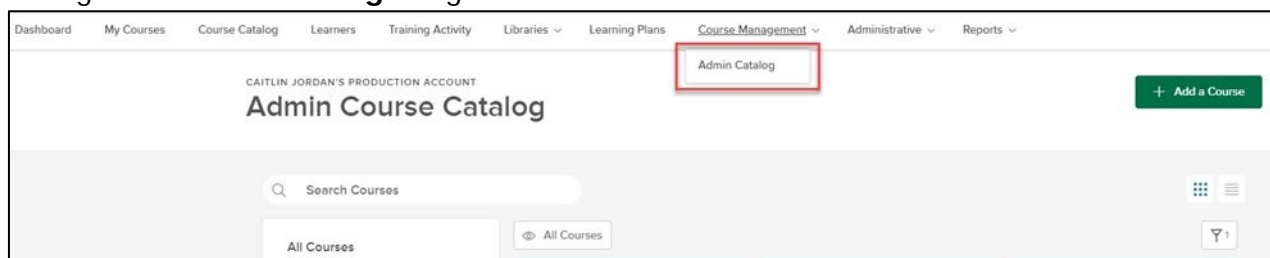 Dashboard My Courses Course Catalog Learners Training Activity Libraries Learning Plans Course Management Administrative Reports
Admin Catalog
CAITLIN JORDAN'S PRODUCTION ACCOUNT
Admin Course Catalog
+ Add a Course
Search Courses
All Courses
All Courses
1